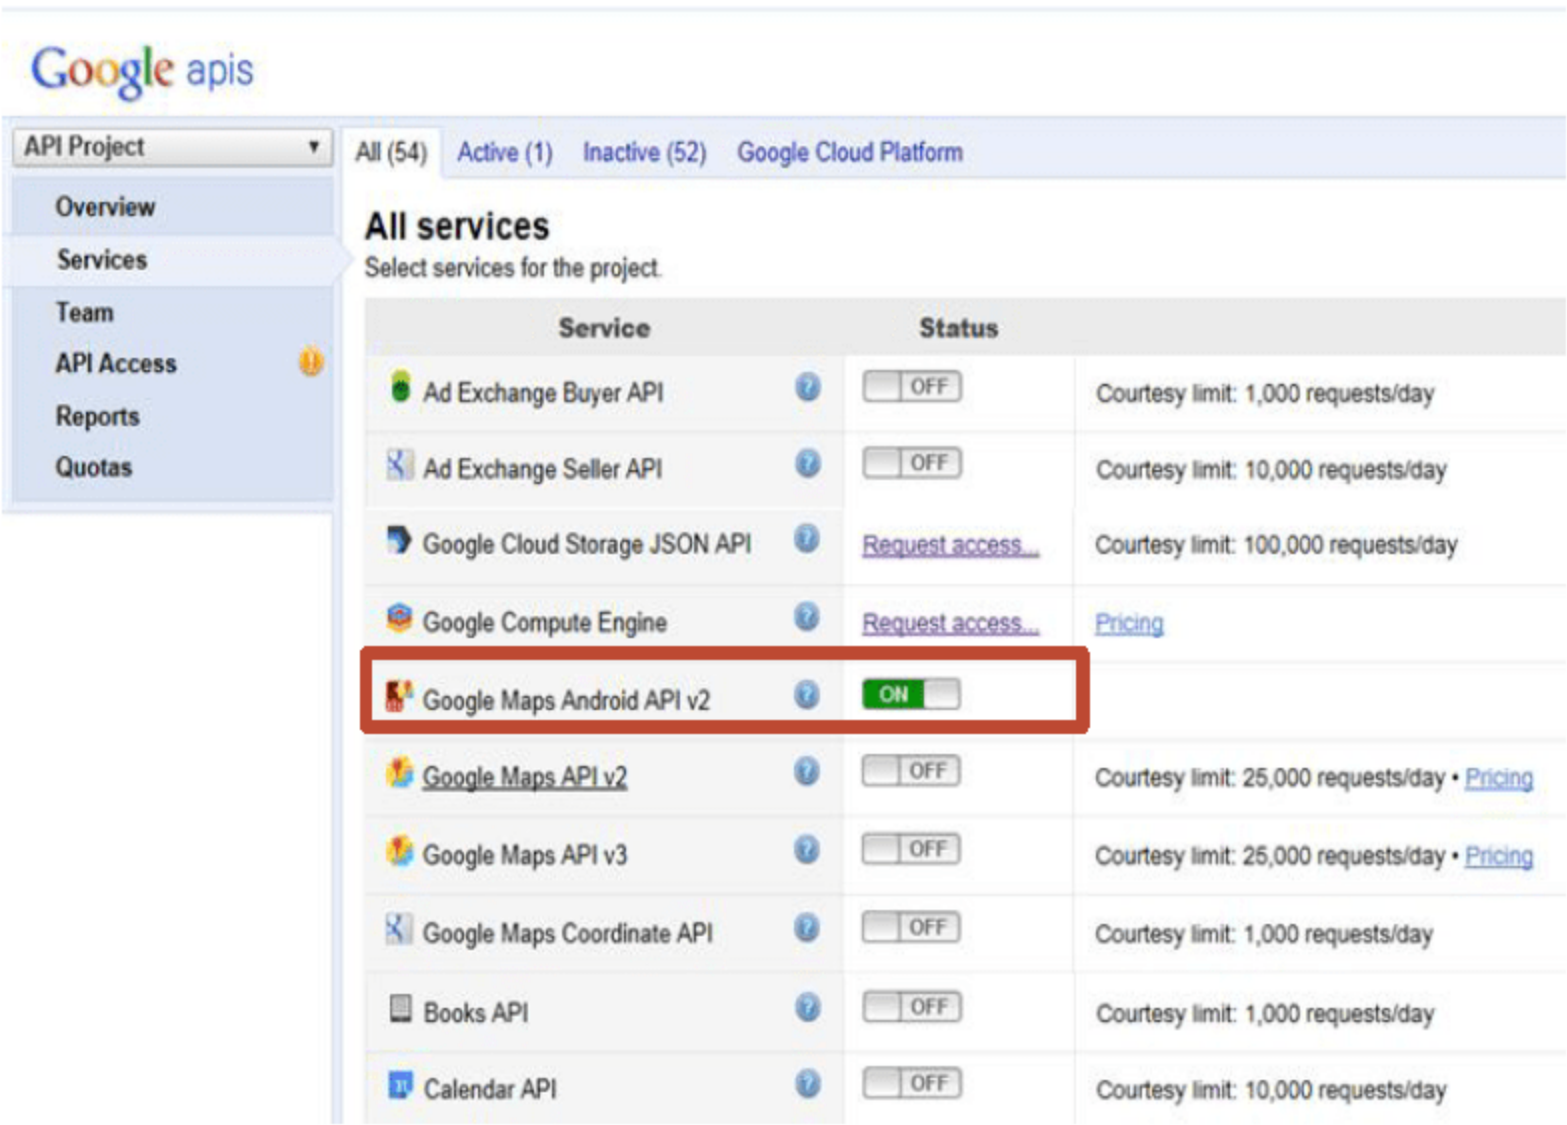 Google apis
API Project
All (54) Active (1) Inactive (52) Google Cloud Platform
Overview
Services
Team
API Access
Reports
Quotas
All services
Select services for the project.
Service Status
Ad Exchange Buyer API ? OFF Courtesy limit: 1,000 requests/day
Ad Exchange Seller API ? OFF Courtesy limit: 10,000 requests/day
Google Cloud Storage JSON API ? Request access... Courtesy limit: 100,000 requests/day
Google Compute Engine ? Request access... Pricing
Google Maps Android API v2 ? ON
Google Maps API v2 ? OFF Courtesy limit: 25,000 requests/day • Pricing
Google Maps API v3 ? OFF Courtesy limit: 25,000 requests/day • Pricing
Google Maps Coordinate API ? OFF Courtesy limit: 1,000 requests/day
Books API ? OFF Courtesy limit: 1,000 requests/day
Calendar API ? OFF Courtesy limit: 10,000 requests/day